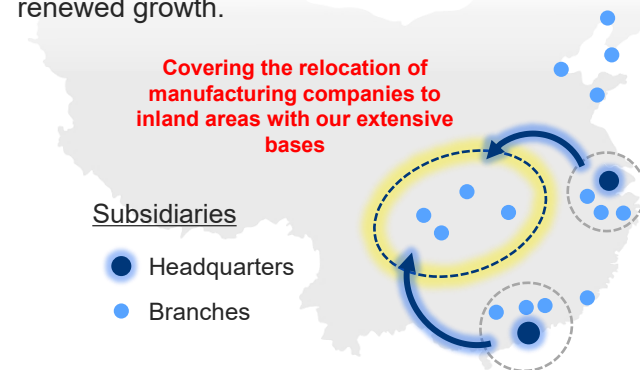 renewed growth.
Covering the relocation of
manufacturing companies to
inland areas with our extensive
bases
Subsidiaries
Headquarters
Branches